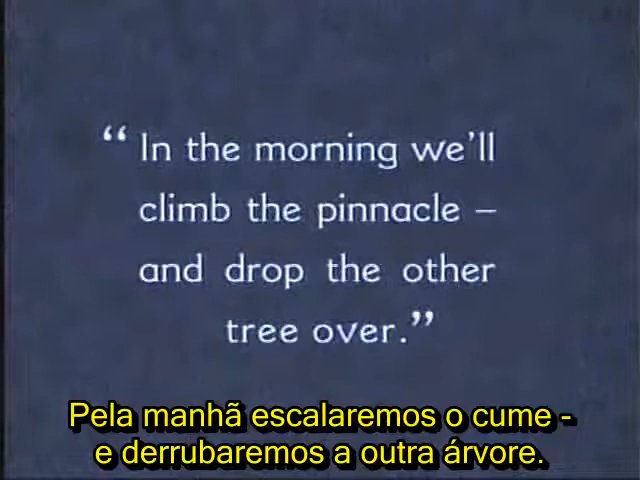 “ In the morning we’ll
climb the pinnacle –
and drop the other
tree over.”
Pela manhã escalaremos o cume -
e derrubaremos a outra árvore.